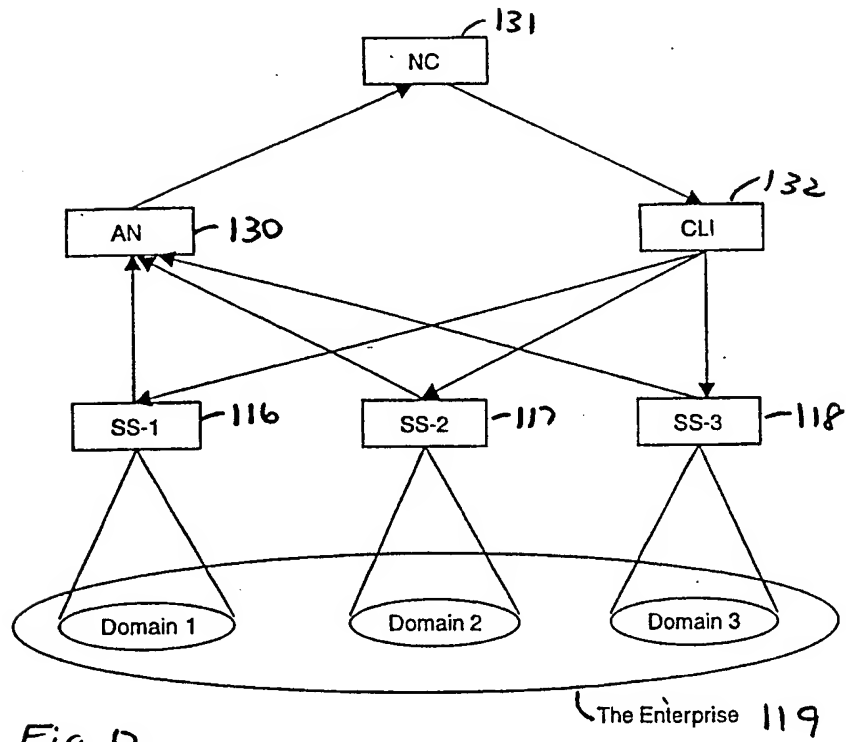 131
NC
132
AN
130
CLI
SS-1
116
SS-2
117
SS-3
118
Domain 1
Domain 2
Domain 3
The Enterprise 119